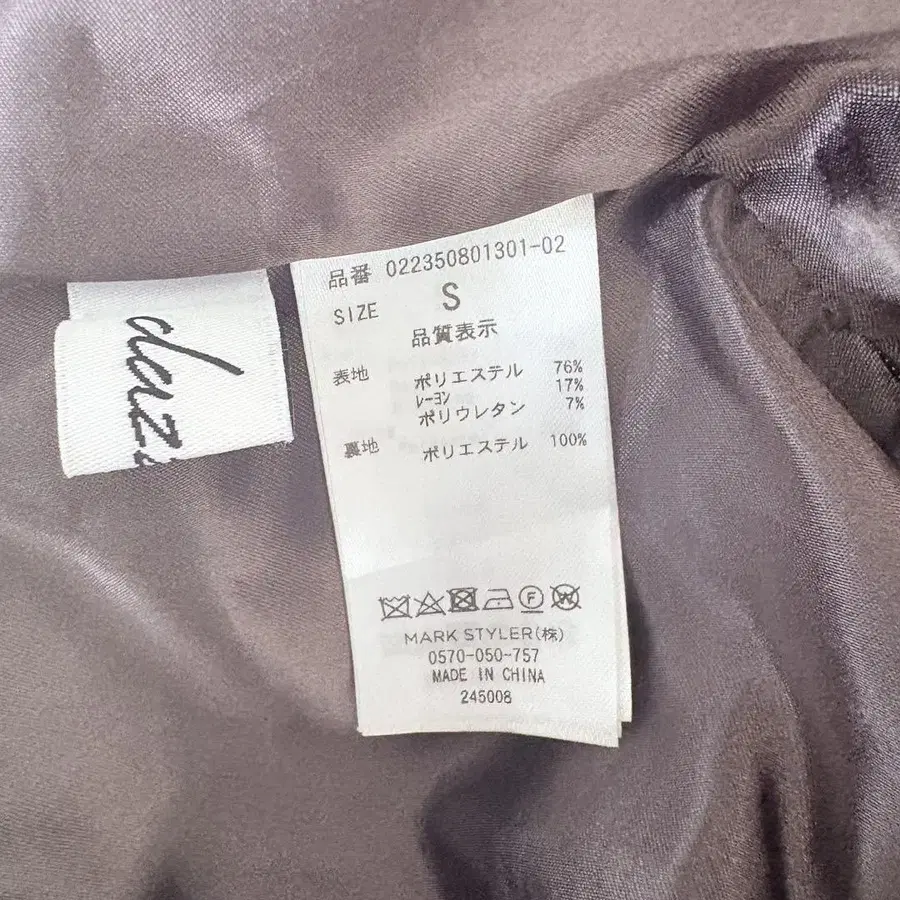 品番 022350801301-02
SIZE S
品質表示
表地 ポリエステル 76%
レーヨン 17%
ポリウレタン 7%
裏地 ポリエステル 100%
F W
MARK STYLER(株)
0570-050-757
MADE IN CHINA
245008